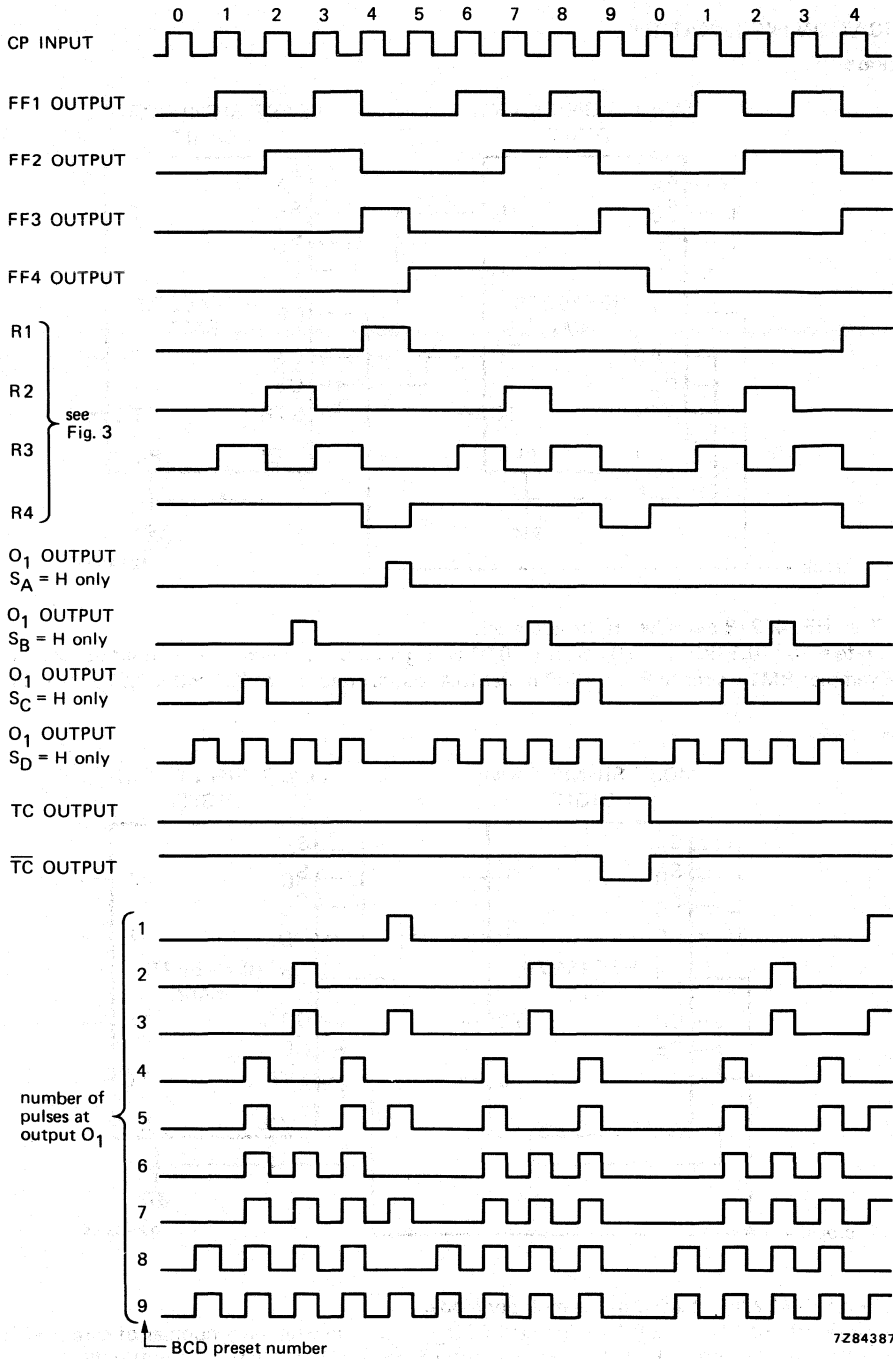 0 1 2 3 4 5 6 7 8 9 0 1 2 3 4
CP INPUT
FF1 OUTPUT
FF2 OUTPUT
FF3 OUTPUT
FF4 OUTPUT
R1
R2
see
Fig. 3
R3
R4
O1 OUTPUT
SA = H only
O1 OUTPUT
SB = H only
O1 OUTPUT
SC = H only
O1 OUTPUT
SD = H only
TC OUTPUT
T̅C̅ OUTPUT
1
2
3
4
number of
pulses at
output O1
5
6
7
8
9
BCD preset number
7Z84387